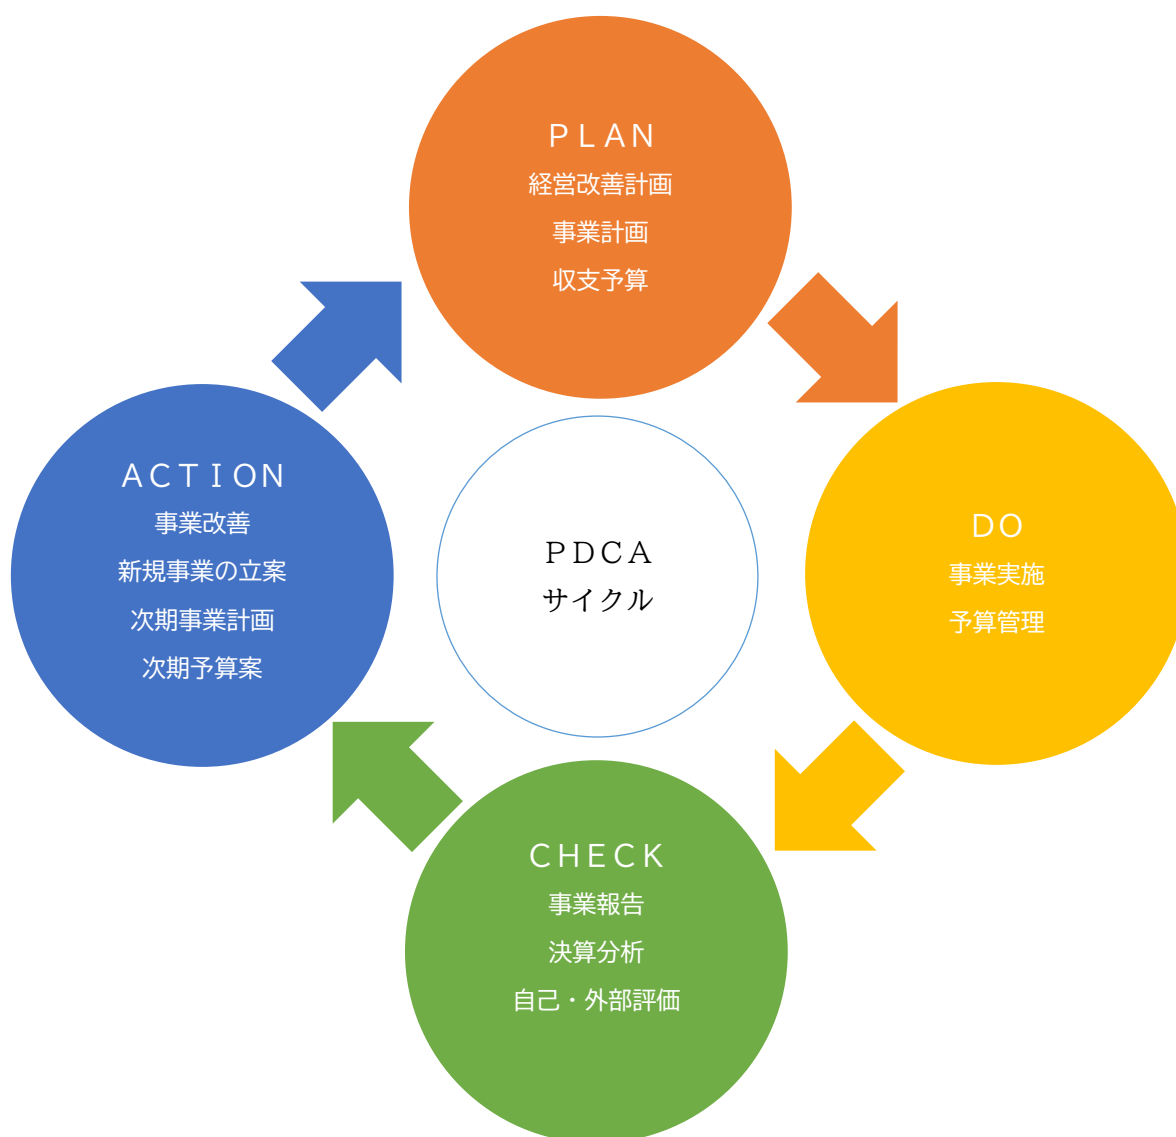 ＰＬＡＮ
経営改善計画
事業計画
収支予算
ＤＯ
事業実施
予算管理
ＣＨＥＣＫ
事業報告
決算分析
自己・外部評価
ＡＣＴＩＯＮ
事業改善
新規事業の立案
次期事業計画
次期予算案
ＰＤＣＡ
サイクル